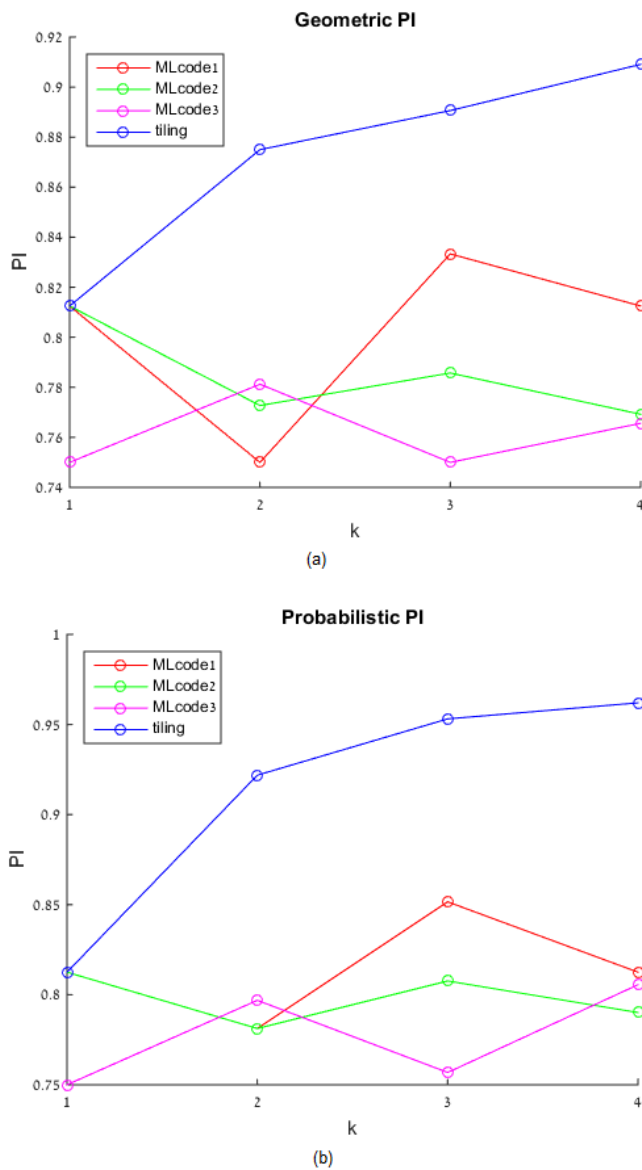 Geometric PI
0.92
0.9
0.88
0.86
0.84
0.82
0.8
0.78
0.76
0.74
PI
MLcode1
MLcode2
MLcode3
tiling
1 2 3 4
k
(a)
Probabilistic PI
1
0.95
0.9
0.85
0.8
0.75
PI
MLcode1
MLcode2
MLcode3
tiling
1 2 3 4
k
(b)